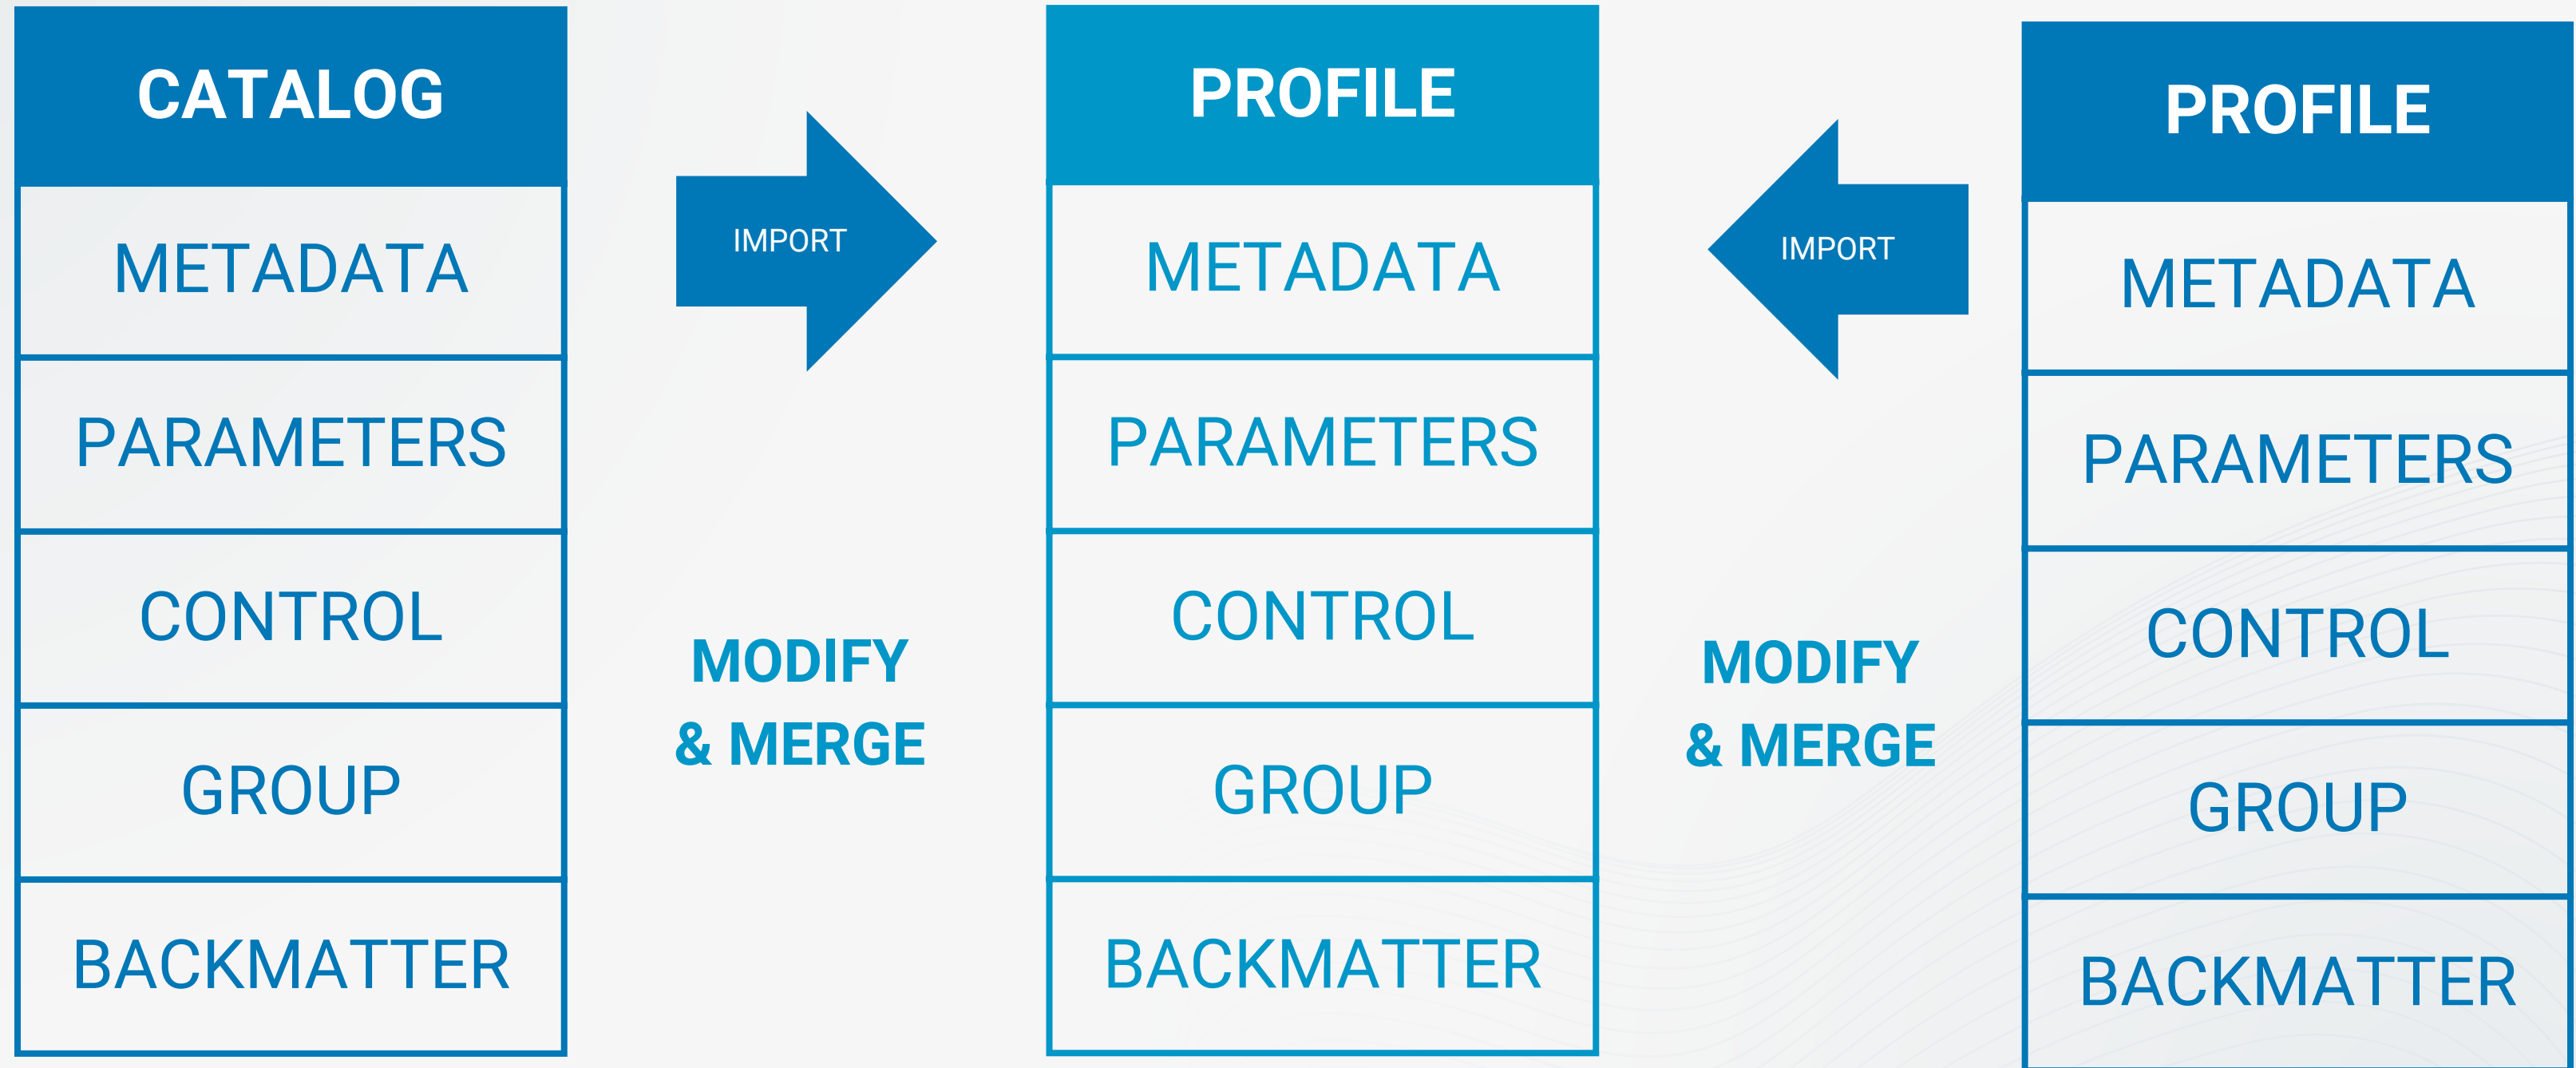 CATALOG
METADATA
PARAMETERS
CONTROL
GROUP
BACKMATTER
IMPORT
MODIFY
& MERGE
PROFILE
METADATA
PARAMETERS
CONTROL
GROUP
BACKMATTER
IMPORT
MODIFY
& MERGE
PROFILE
METADATA
PARAMETERS
CONTROL
GROUP
BACKMATTER